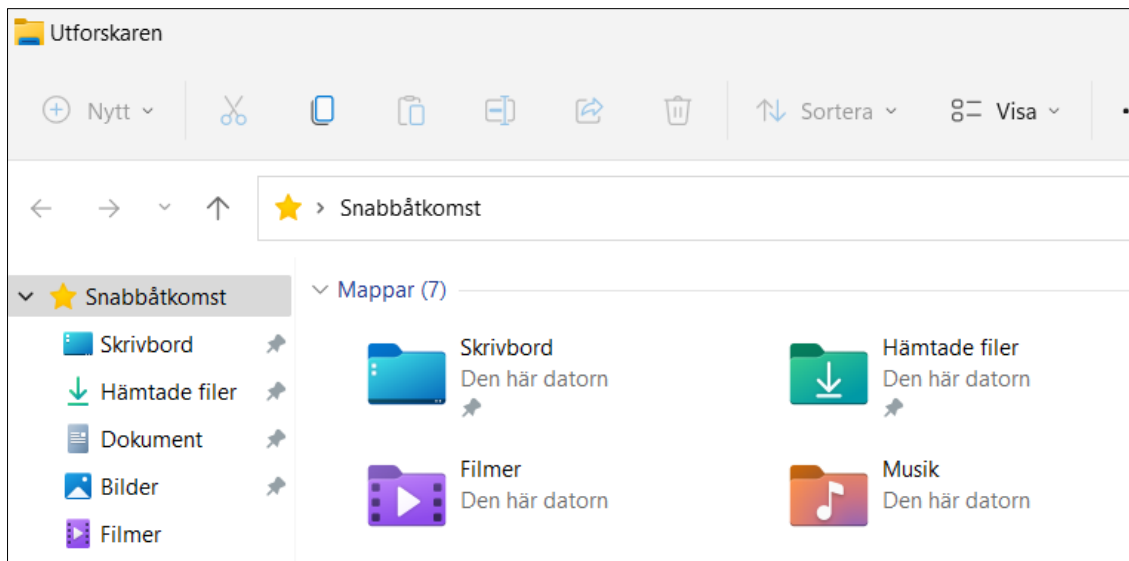 Utforskaren
Nytt
Sortera
Visa
Snabbåtkomst
Snabbåtkomst
Skrivbord
Hämtade filer
Dokument
Bilder
Filmer
Mappar (7)
Skrivbord
Den här datorn
Hämtade filer
Den här datorn
Filmer
Den här datorn
Musik
Den här datorn